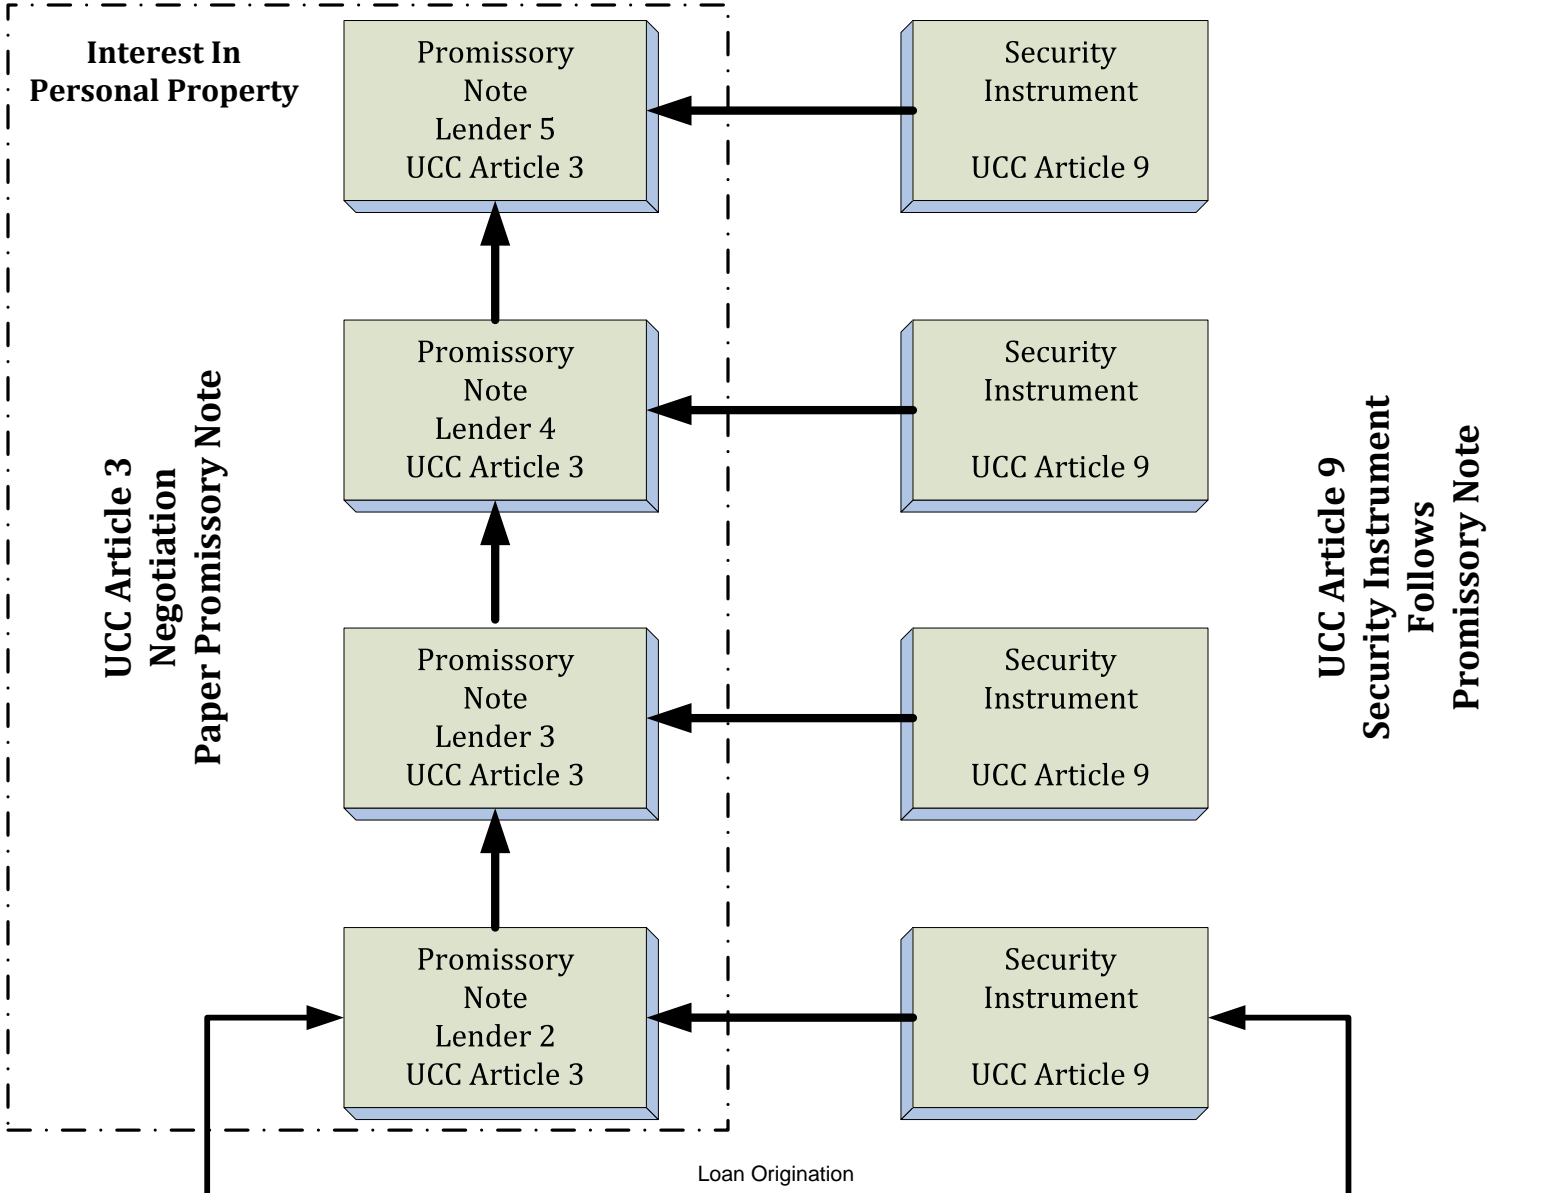 Interest In
Personal Property
Promissory
Note
Lender 5
UCC Article 3
Security
Instrument
UCC Article 9
Promissory
Note
Lender 4
UCC Article 3
Security
Instrument
UCC Article 9
UCC Article 3
Negotiation
Paper Promissory Note
UCC Article 9
Security Instrument
Follows
Promissory Note
Promissory
Note
Lender 3
UCC Article 3
Security
Instrument
UCC Article 9
Promissory
Note
Lender 2
UCC Article 3
Security
Instrument
UCC Article 9
Loan Origination